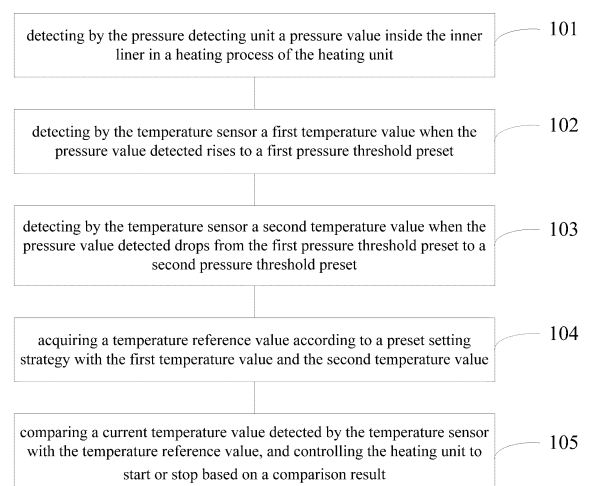 detecting by the pressure detecting unit a pressure value inside the inner
liner in a heating process of the heating unit
101
detecting by the temperature sensor a first temperature value when the
pressure value detected rises to a first pressure threshold preset
102
detecting by the temperature sensor a second temperature value when the
pressure value detected drops from the first pressure threshold preset to a
second pressure threshold preset
103
acquiring a temperature reference value according to a preset setting
strategy with the first temperature value and the second temperature value
104
comparing a current temperature value detected by the temperature sensor
with the temperature reference value, and controlling the heating unit to
start or stop based on a comparison result
105